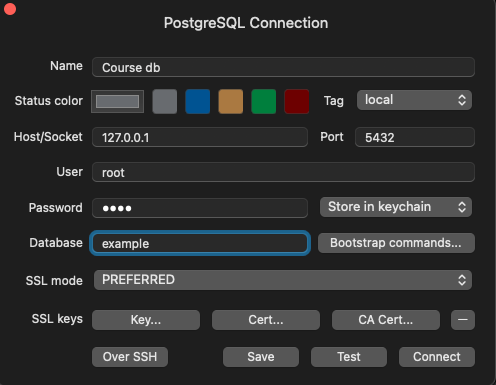 PostgreSQL Connection
Name Course db
Status color Tag local
Host/Socket 127.0.0.1 Port 5432
User root
Password ●●●● Store in keychain
Database example Bootstrap commands...
SSL mode PREFERRED
SSL keys Key... Cert... CA Cert... —
Over SSH Save Test Connect